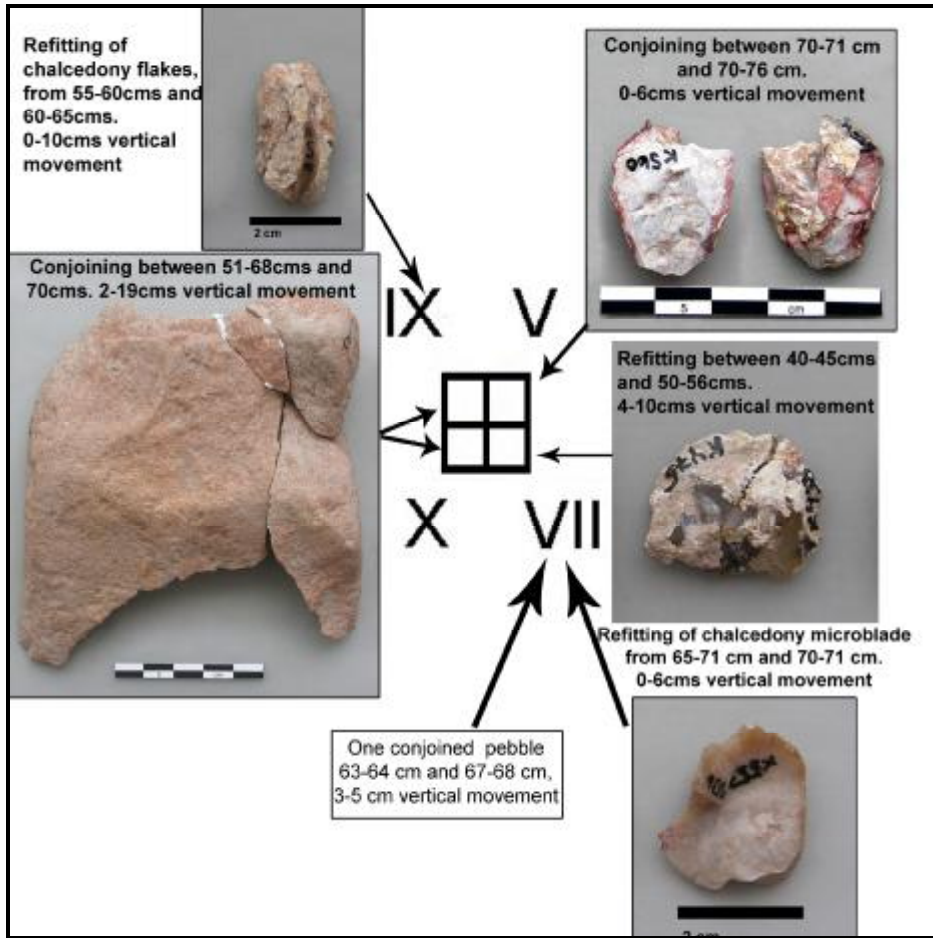 Refitting of
chalcedony flakes,
from 55-60cms and
60-65cms.
0-10cms vertical
movement
2 cm
Conjoining between 70-71 cm
and 70-76 cm.
0-6cms vertical movement
K560
5 cm
Conjoining between 51-68cms and
70cms. 2-19cms vertical movement
IX V
Refitting between 40-45cms
and 50-56cms.
4-10cms vertical movement
X VII
Refitting of chalcedony microblade
from 65-71 cm and 70-71 cm.
0-6cms vertical movement
One conjoined pebble
63-64 cm and 67-68 cm,
3-5 cm vertical movement